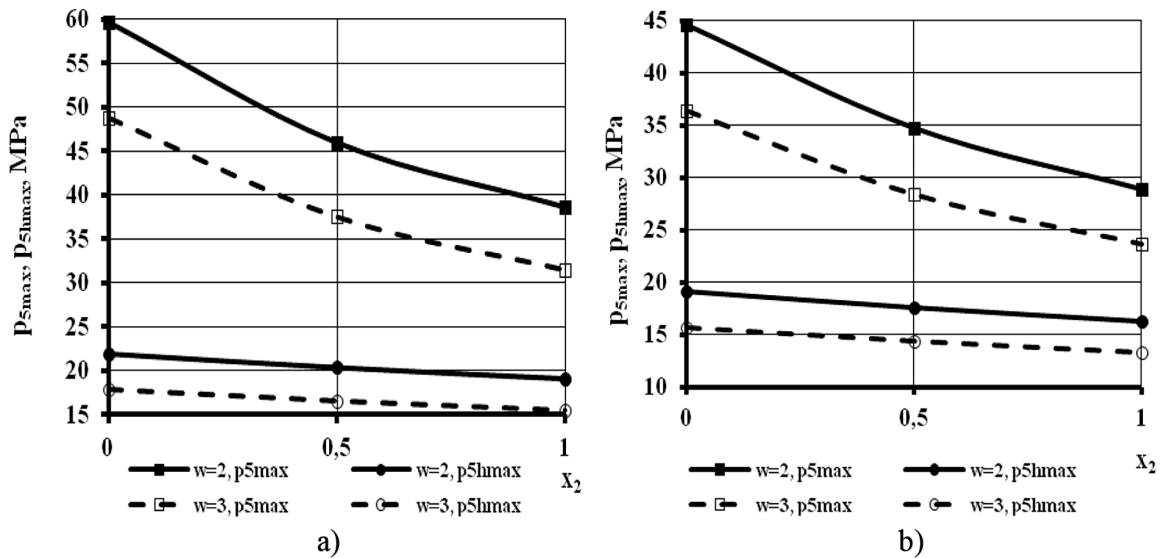 p5max, p5hmax, MPa
60
55
50
45
40
35
30
25
20
15
0
0,5
1
x2
w=2, p5max
w=2, p5hmax
w=3, p5max
w=3, p5hmax
a)
p5max, p5hmax, MPa
45
40
35
30
25
20
15
10
0
0,5
1
x2
w=2, p5max
w=2, p5hmax
w=3, p5max
w=3, p5hmax
b)